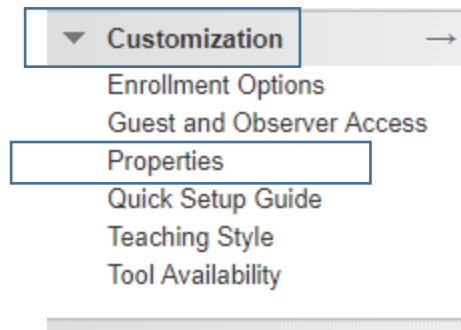 Customization →
Enrollment Options
Guest and Observer Access
Properties
Quick Setup Guide
Teaching Style
Tool Availability